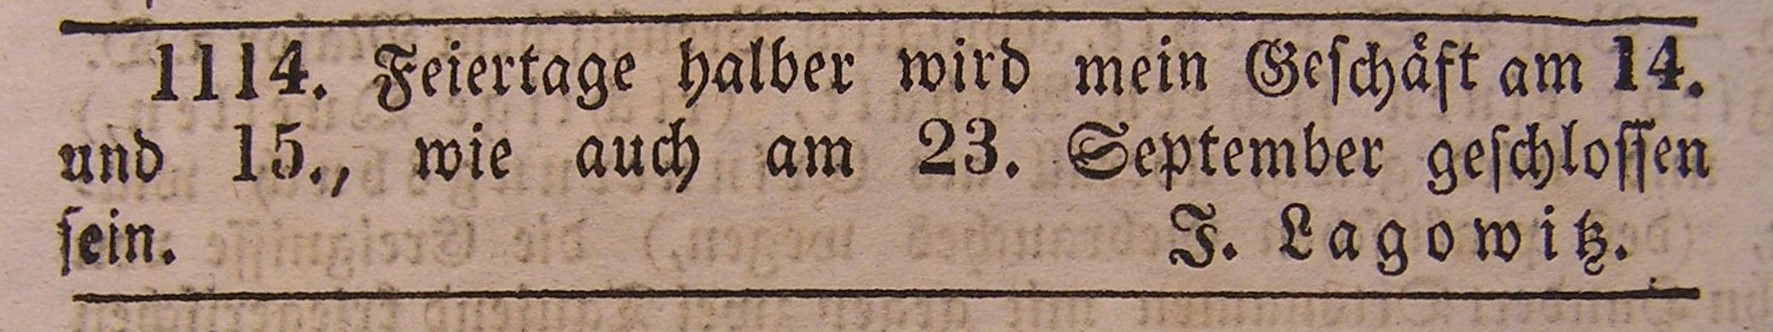 1114. Feiertage halber wird mein Geſchäft am 14.
und 15., wie auch am 23. September geſchloſſen
ſein. J. Lagowitz.